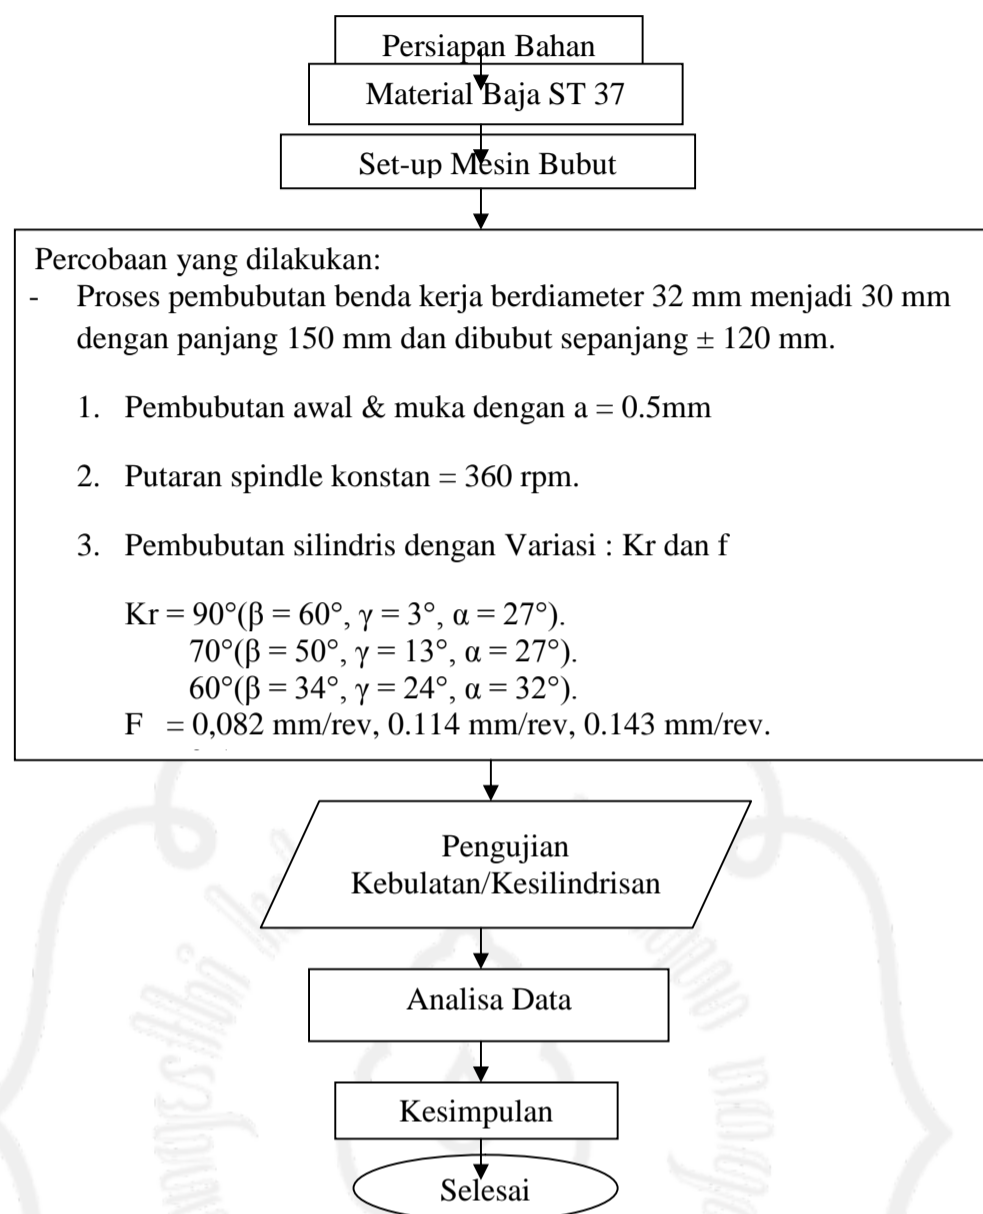 Persiapan Bahan
Material Baja ST 37
Set-up Mesin Bubut
Percobaan yang dilakukan:
- Proses pembubutan benda kerja berdiameter 32 mm menjadi 30 mm
dengan panjang 150 mm dan dibubut sepanjang ± 120 mm.
1. Pembubutan awal & muka dengan a = 0.5mm
2. Putaran spindle konstan = 360 rpm.
3. Pembubutan silindris dengan Variasi : Kr dan f
Kr = 90°(β = 60°, γ = 3°, α = 27°).
70°(β = 50°, γ = 13°, α = 27°).
60°(β = 34°, γ = 24°, α = 32°).
F = 0,082 mm/rev, 0.114 mm/rev, 0.143 mm/rev.
Pengujian
Kebulatan/Kesilindrisan
Analisa Data
Kesimpulan
Selesai